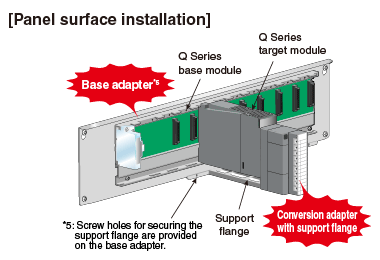 [Panel surface installation]
Q Series
target module
Q Series
base module
Base adapter*5
*5: Screw holes for securing the
support flange are provided
on the base adapter.
Support
flange
Conversion adapter
with support flange